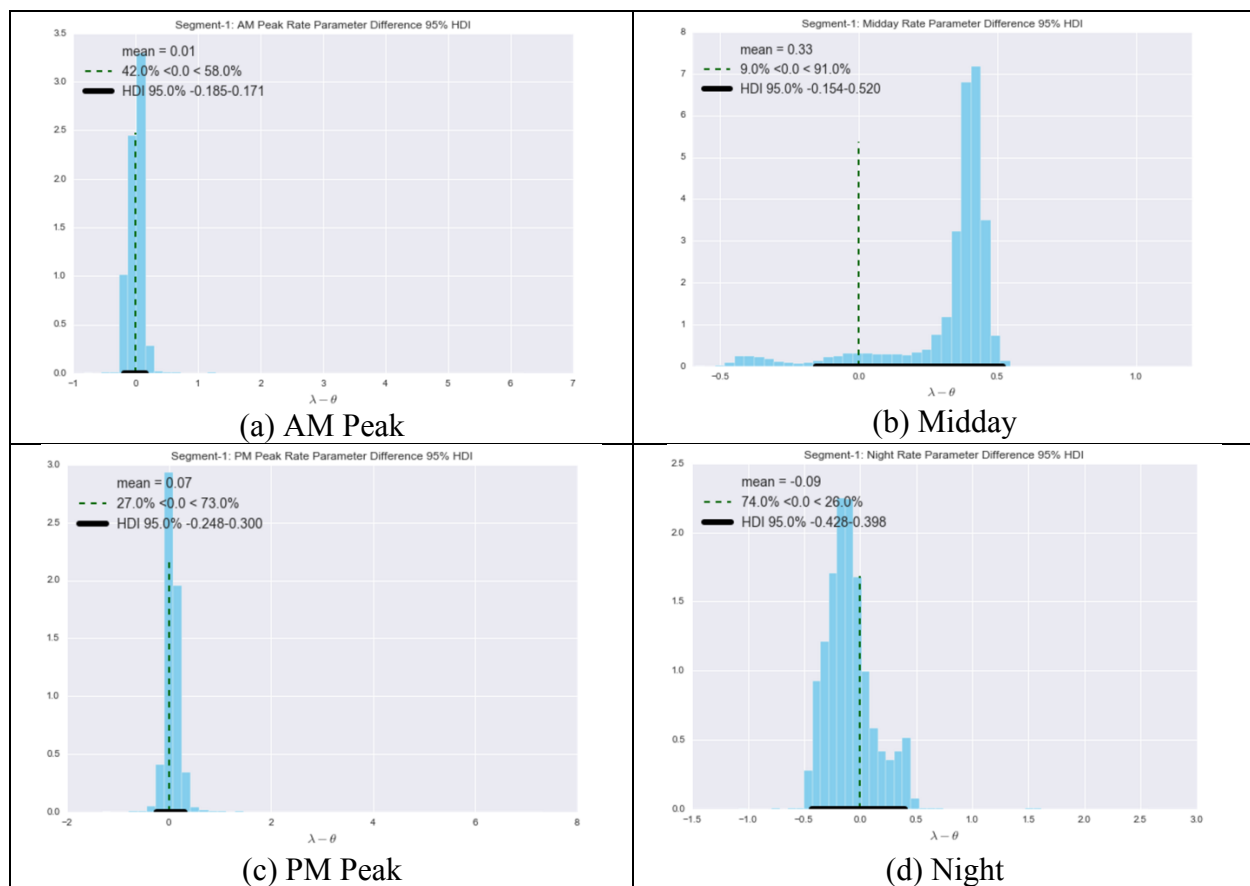 Segment-1: AM Peak Rate Parameter Difference 95% HDI
3.5
3.0
2.5
2.0
1.5
1.0
0.5
0.0
mean = 0.01
42.0% <0.0 < 58.0%
HDI 95.0% -0.185-0.171
−1 0 1 2 3 4 5 6 7
λ − θ
(a) AM Peak
Segment-1: Midday Rate Parameter Difference 95% HDI
8
7
6
5
4
3
2
1
0
mean = 0.33
9.0% <0.0 < 91.0%
HDI 95.0% -0.154-0.520
−0.5 0.0 0.5 1.0
λ − θ
(b) Midday
Segment-1: PM Peak Rate Parameter Difference 95% HDI
3.0
2.5
2.0
1.5
1.0
0.5
0.0
mean = 0.07
27.0% <0.0 < 73.0%
HDI 95.0% -0.248-0.300
−2 0 2 4 6 8
λ − θ
(c) PM Peak
Segment-1: Night Rate Parameter Difference 95% HDI
2.5
2.0
1.5
1.0
0.5
0.0
mean = -0.09
74.0% <0.0 < 26.0%
HDI 95.0% -0.428-0.398
−1.5 −1.0 −0.5 0.0 0.5 1.0 1.5 2.0 2.5 3.0
λ − θ
(d) Night